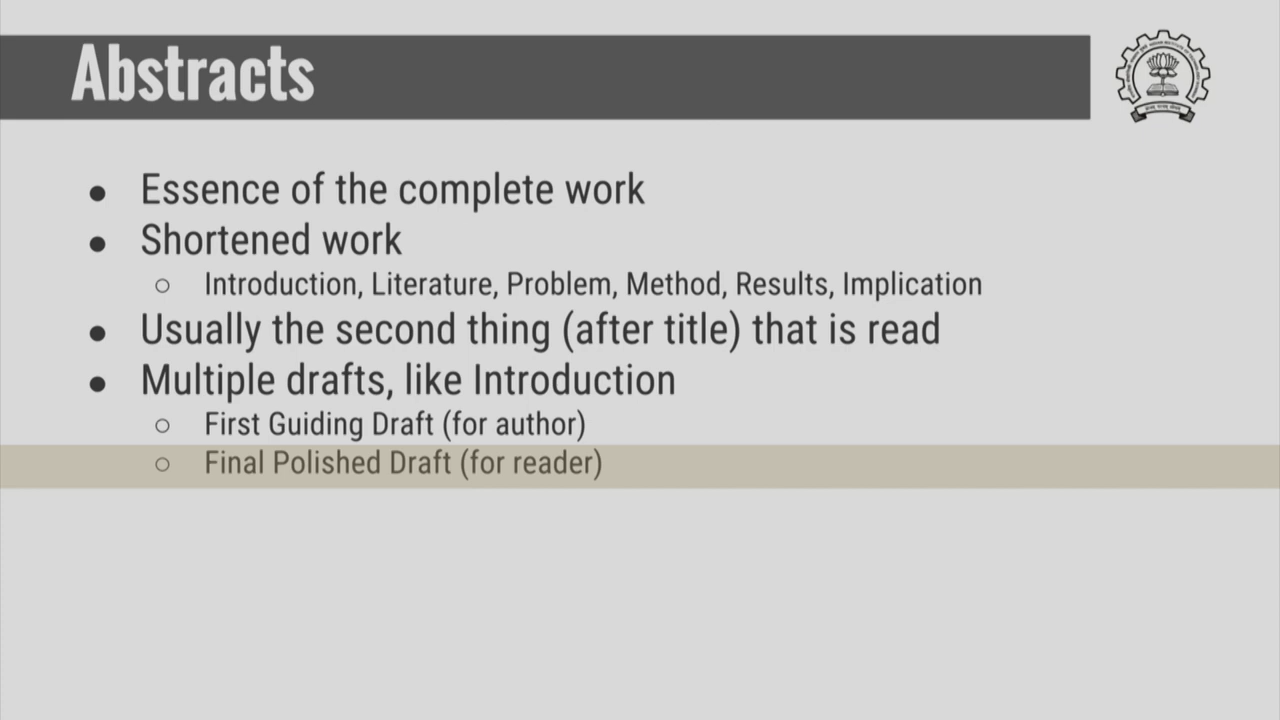 Abstracts
● Essence of the complete work
● Shortened work
○ Introduction, Literature, Problem, Method, Results, Implication
● Usually the second thing (after title) that is read
● Multiple drafts, like Introduction
○ First Guiding Draft (for author)
○ Final Polished Draft (for reader)